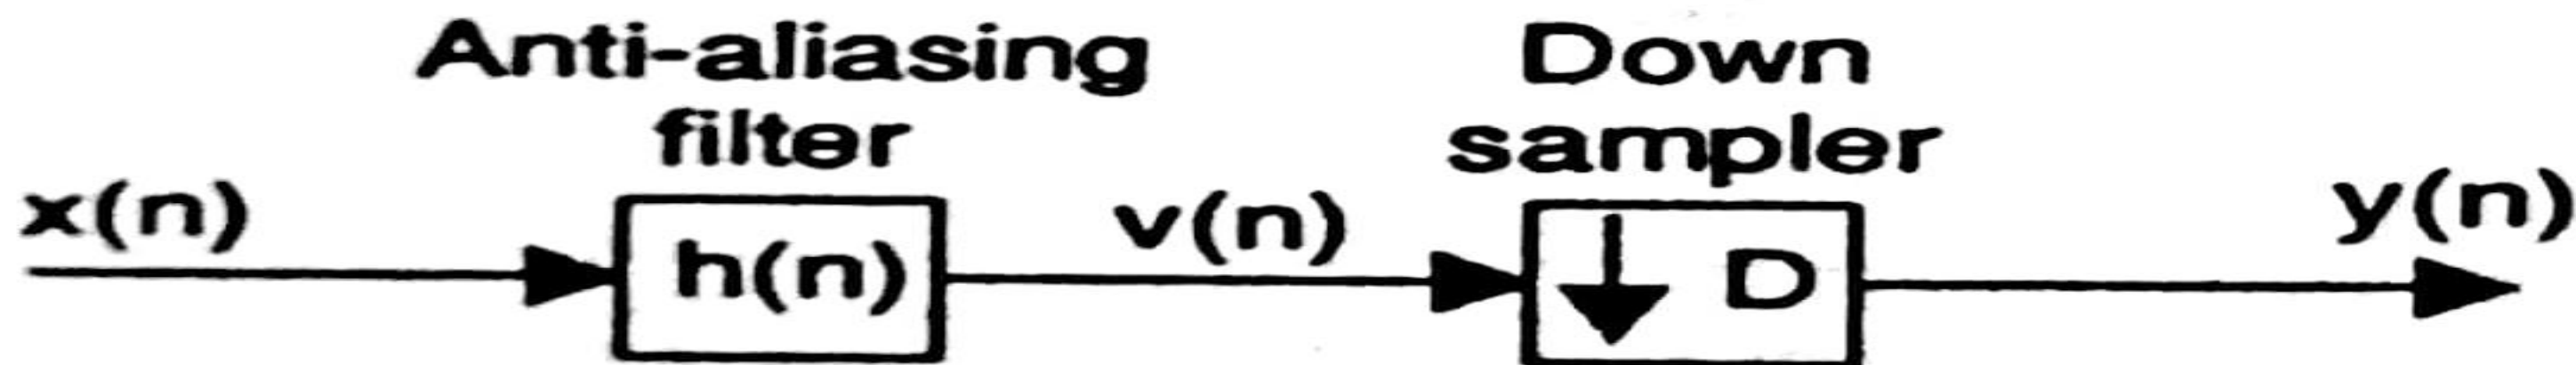 Anti-aliasing
filter
Down
sampler
x(n)
h(n)
v(n)
D
y(n)